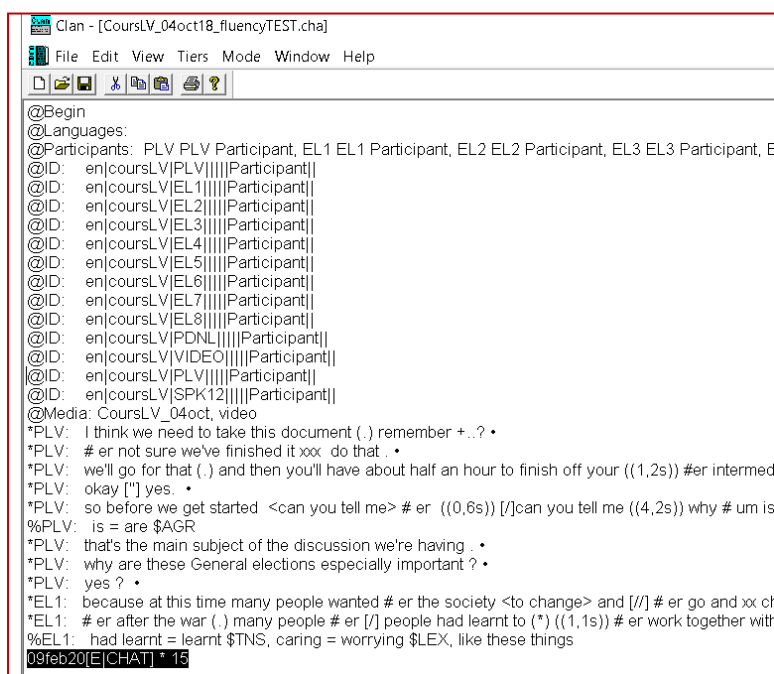 Clan - [CoursLV_04oct18_fluencyTEST.cha]
File Edit View Tiers Mode Window Help
@Begin
@Languages:
@Participants: PLV PLV Participant, EL1 EL1 Participant, EL2 EL2 Participant, EL3 EL3 Participant, E
@ID: en|coursLV|PLV|||||Participant||
@ID: en|coursLV|EL1|||||Participant||
@ID: en|coursLV|EL2|||||Participant||
@ID: en|coursLV|EL3|||||Participant||
@ID: en|coursLV|EL4|||||Participant||
@ID: en|coursLV|EL5|||||Participant||
@ID: en|coursLV|EL6|||||Participant||
@ID: en|coursLV|EL7|||||Participant||
@ID: en|coursLV|EL8|||||Participant||
@ID: en|coursLV|PDNL|||||Participant||
@ID: en|coursLV|VIDEO|||||Participant||
@ID: en|coursLV|PLV|||||Participant||
@ID: en|coursLV|SPK12|||||Participant||
@Media: CoursLV_04oct, video
*PLV: I think we need to take this document (.) remember +..? •
*PLV: # er not sure we've finished it xxx do that . •
*PLV: we'll go for that (.) and then you'll have about half an hour to finish off your ((1,2s)) #er intermed
*PLV: okay ["] yes. •
*PLV: so before we get started <can you tell me> # er ((0,6s)) [/]can you tell me ((4,2s)) why # um is
%PLV: is = are $AGR
*PLV: that's the main subject of the discussion we're having . •
*PLV: why are these General elections especially important ? •
*PLV: yes ? •
*EL1: because at this time many people wanted # er the society <to change> and [//] # er go and xx ch
*EL1: # er after the war (.) many people # er [/] people had learnt to (*) ((1,1s)) # er work together with
%EL1: had learnt = learnt $TNS, caring = worrying $LEX, like these things
09feb20[E|CHAT] * 15